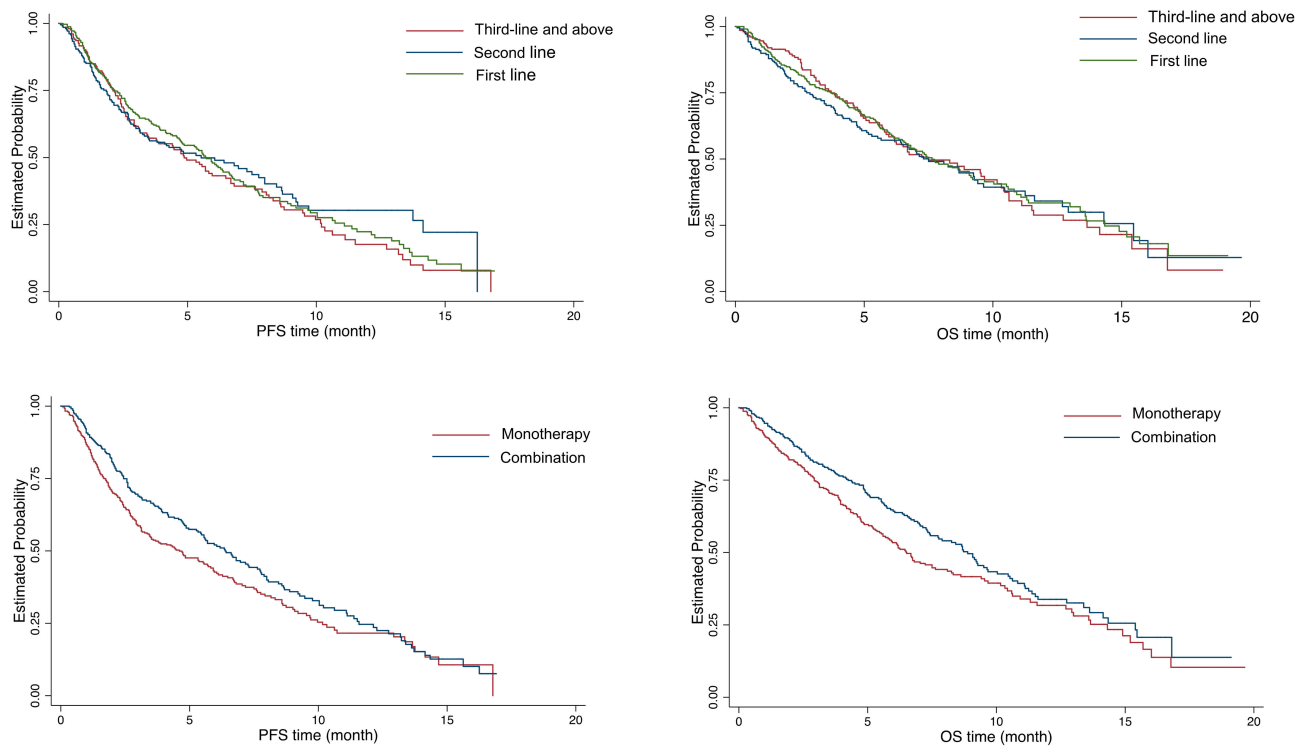 Third-line and above
Second line
First line
Estimated Probability
0.00 0.25 0.50 0.75 1.00
0 5 10 15 20
PFS time (month)
Third-line and above
Second line
First line
Estimated Proability
0.00 0.25 0.50 0.75 1.00
0 5 10 15 20
OS time (month)
Monotherapy
Combination
Estimated Probability
0.00 0.25 0.50 0.75 1.00
0 5 10 15 20
PFS time (month)
Monotherapy
Combination
Estimated Probability
0.00 0.25 0.50 0.75 1.00
0 5 10 15 20
OS time (month)